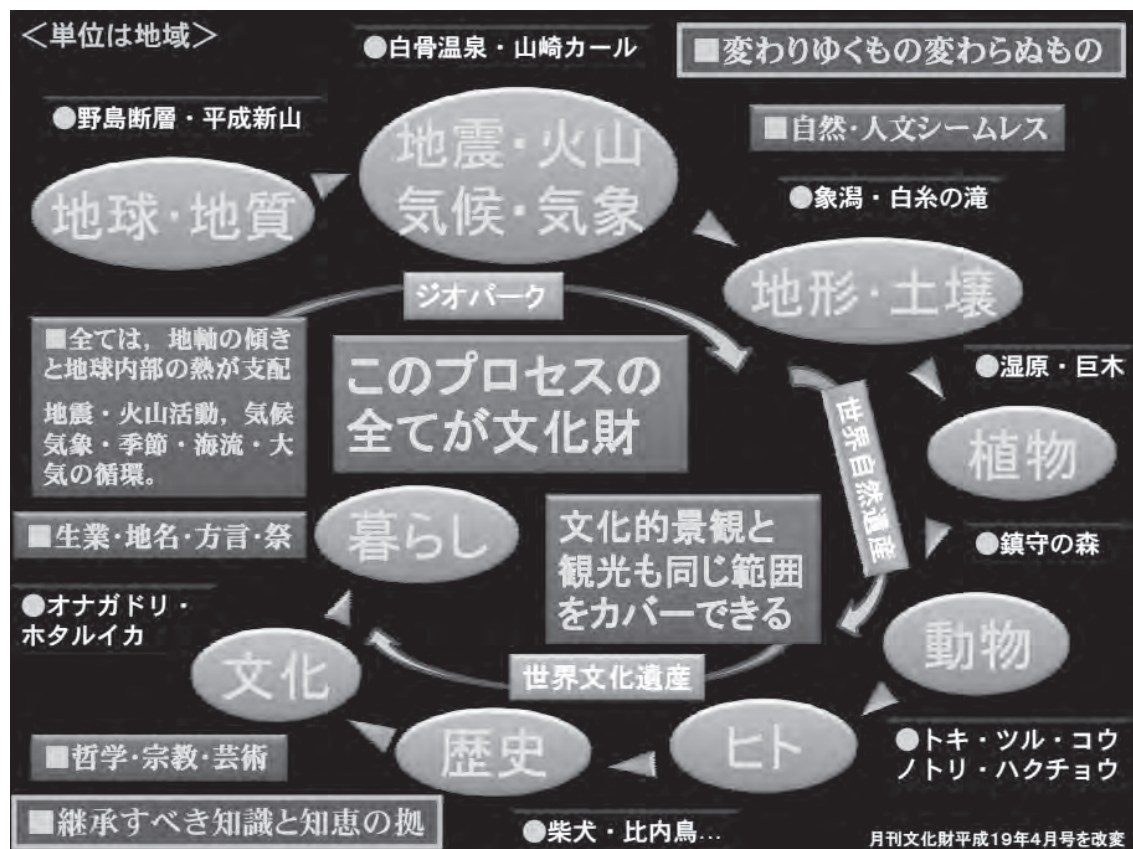 ＜単位は地域＞
●白骨温泉・山崎カール
■変わりゆくもの変わらぬもの
●野島断層・平成新山
地震・火山
気候・気象
■自然・人文シームレス
地球・地質
●象潟・白糸の滝
地形・土壌
ジオパーク
■全ては，地軸の傾き
と地球内部の熱が支配
地震・火山活動，気候
気象・季節・海流・大
気の循環。
このプロセスの
全てが文化財
●湿原・巨木
世界自然遺産
植物
■生業・地名・方言・祭
暮らし
文化的景観と
観光も同じ範囲
をカバーできる
●鎮守の森
●オナガドリ・
ホタルイカ
動物
文化
世界文化遺産
■哲学・宗教・芸術
歴史
ヒト
●トキ・ツル・コウ
ノトリ・ハクチョウ
■継承すべき知識と知恵の拠
●柴犬・比内鳥…
月刊文化財平成19年4月号を改変